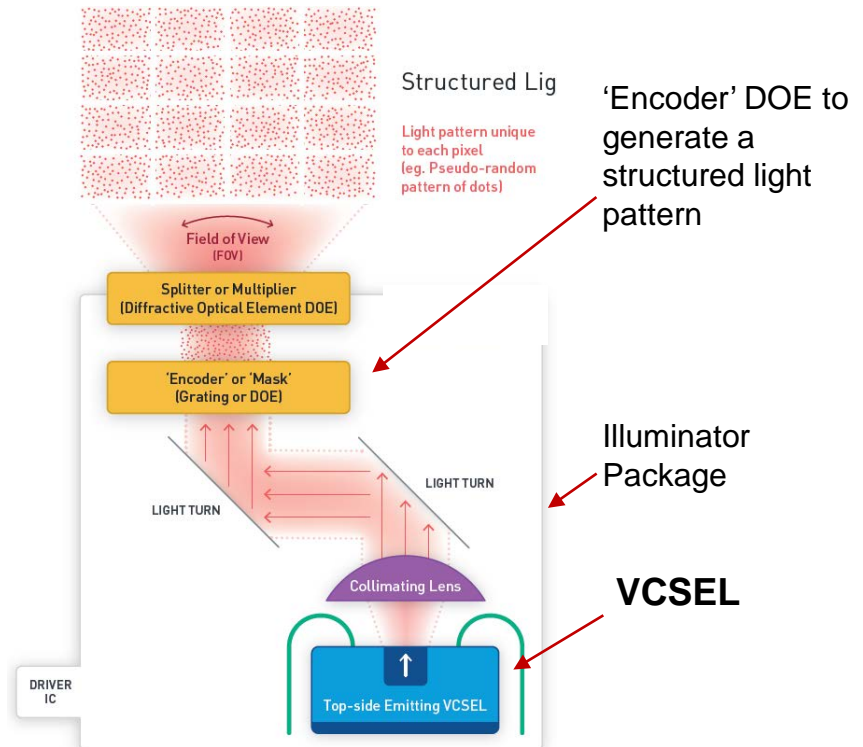 Structured Lig
Light pattern unique
to each pixel
(eg. Pseudo-random
pattern of dots)
‘Encoder’ DOE to
generate a
structured light
pattern
Field of View
(FOV)
Splitter or Multiplier
(Diffractive Optical Element DOE)
‘Encoder’ or ‘Mask’
(Grating or DOE)
Illuminator
Package
LIGHT TURN
LIGHT TURN
Collimating Lens
VCSEL
DRIVER
IC
Top-side Emitting VCSEL